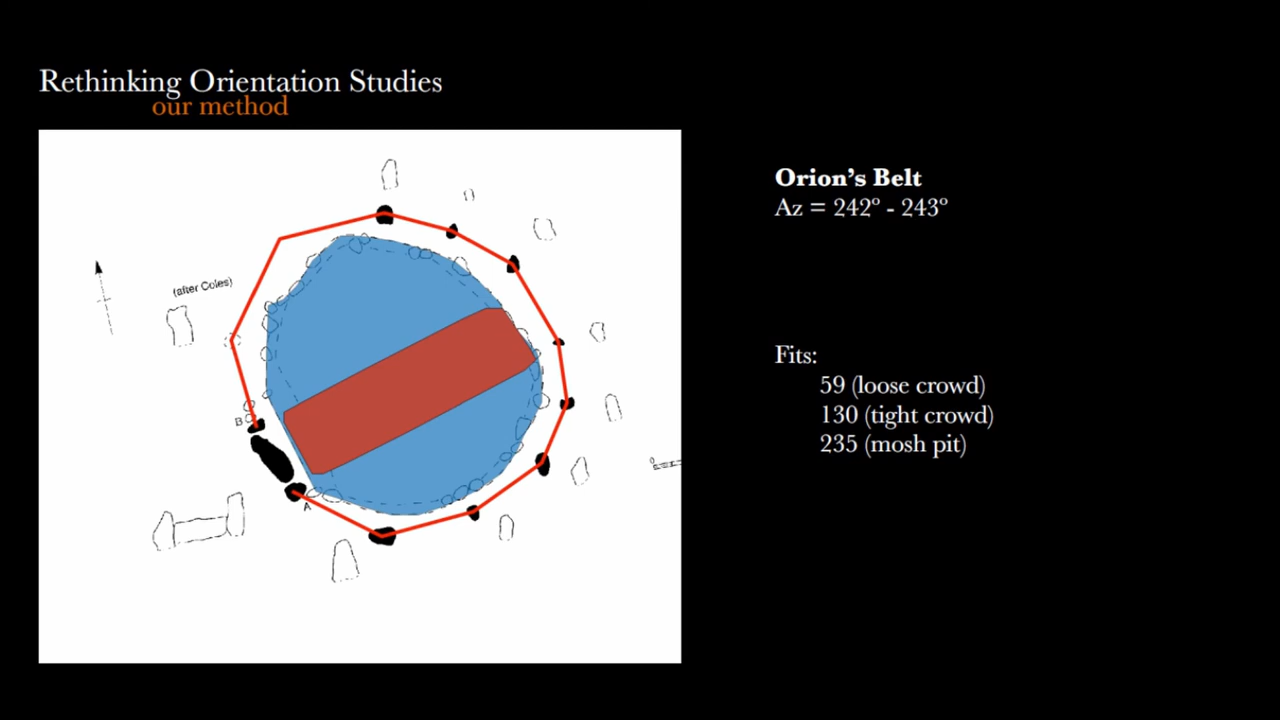 Rethinking Orientation Studies
our method
(after Coles)
B
A
Orion's Belt
Az = 242º - 243º
Fits:
59 (loose crowd)
130 (tight crowd)
235 (mosh pit)